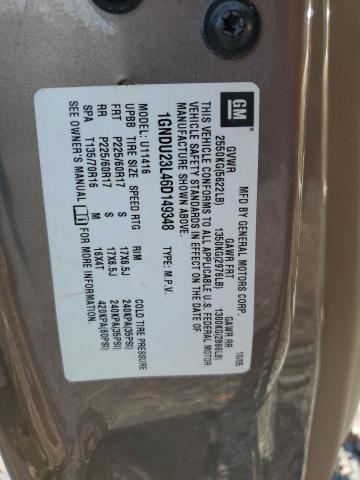 GM
MFD BY GENERAL MOTORS CORP. 10/05
GVWR GAWR FRT GAWR RR
2550KG(5622LB) 1350KG(2976LB) 1300KG(2866LB)
THIS VEHICLE CONFORMS TO ALL APPLICABLE U.S. FEDERAL MOTOR
VEHICLE SAFETY STANDARDS IN EFFECT ON THE DATE OF
MANUFACTURE SHOWN ABOVE.
1GNDU23L46D149348 TYPE: M.P.V.
MODEL: U11416
UPBB TIRE SIZE SPEED RTG RIM COLD TIRE PRESSURE
FRT P225/60R17 S 17X6.5J 240KPA(35PSI)
RR P225/60R17 S 17X6.5J 240KPA(35PSI)
SPA T135/70R16 M 16X4T 420KPA(60PSI)
SEE OWNER'S MANUAL FOR MORE INFORMATION.